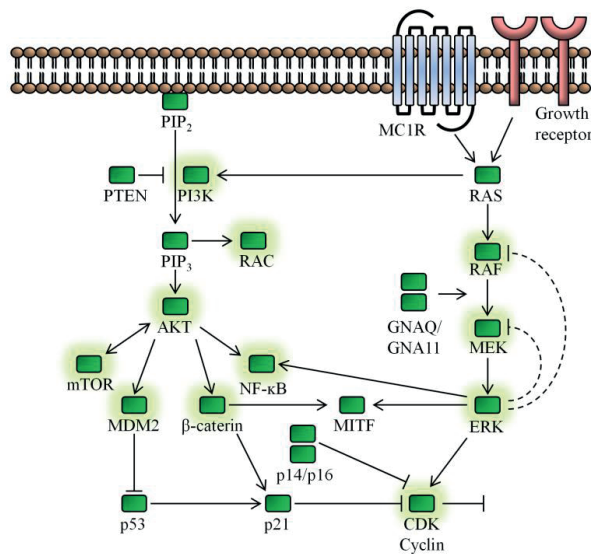 PIP2
MC1R
Growth
receptor
PTEN
PI3K
RAS
PIP3
RAC
RAF
GNAQ/
GNA11
MEK
AKT
mTOR
NF-κB
MDM2
β-caterin
MITF
ERK
p14/p16
p53
p21
CDK
Cyclin